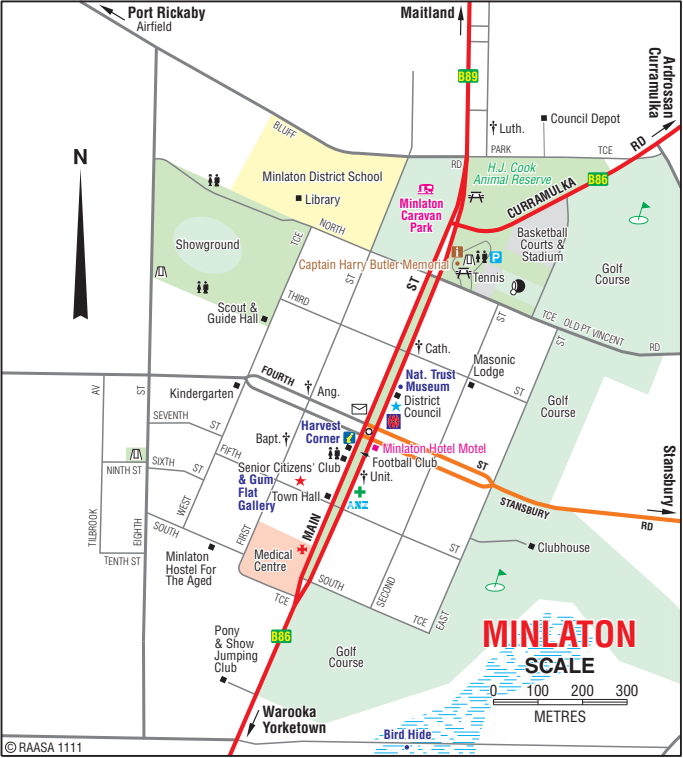 Port Rickaby
Airfield
Maitland
B89
Ardrossan
Curramulka
RD
Council Depot
Luth.
PARK
TCE
RD
BLUFF
Minlaton District School
Library
H.J. Cook
Animal Reserve
B86
CURRAMULKA
Minlaton
Caravan
Park
NORTH
TCE
Showground
Basketball
Courts &
Stadium
Captain Harry Butler Memorial
i
P
Tennis
Golf
Course
ST
ST
THIRD
Scout &
Guide Hall
ST
TCE
OLD PT VINCENT
RD
ST
Cath.
Masonic
Lodge
FOURTH
Ang.
Nat. Trust
Museum
District
Council
ST
Golf
Course
Kindergarten
AV
ST
SEVENTH
ST
Bapt.
Harvest
Corner
Minlaton Hotel Motel
Football Club
ST
FIFTH
SIXTH
ST
Senior Citizens' Club
& Gum
Flat
Gallery
Unit.
Town Hall
ANZ
NINTH ST
WEST
STANSBURY
RD
Stansbury
TILBROOK
EIGHTH
SOUTH
FIRST
MAIN
TENTH ST
Minlaton
Hostel For
The Aged
Medical
Centre
ST
Clubhouse
SOUTH
SECOND
TCE
TCE
EAST
B86
Pony
& Show
Jumping
Club
Golf
Course
MINLATON
SCALE
0 100 200 300
METRES
Warooka
Yorketown
Bird Hide
© RAASA 1111
N